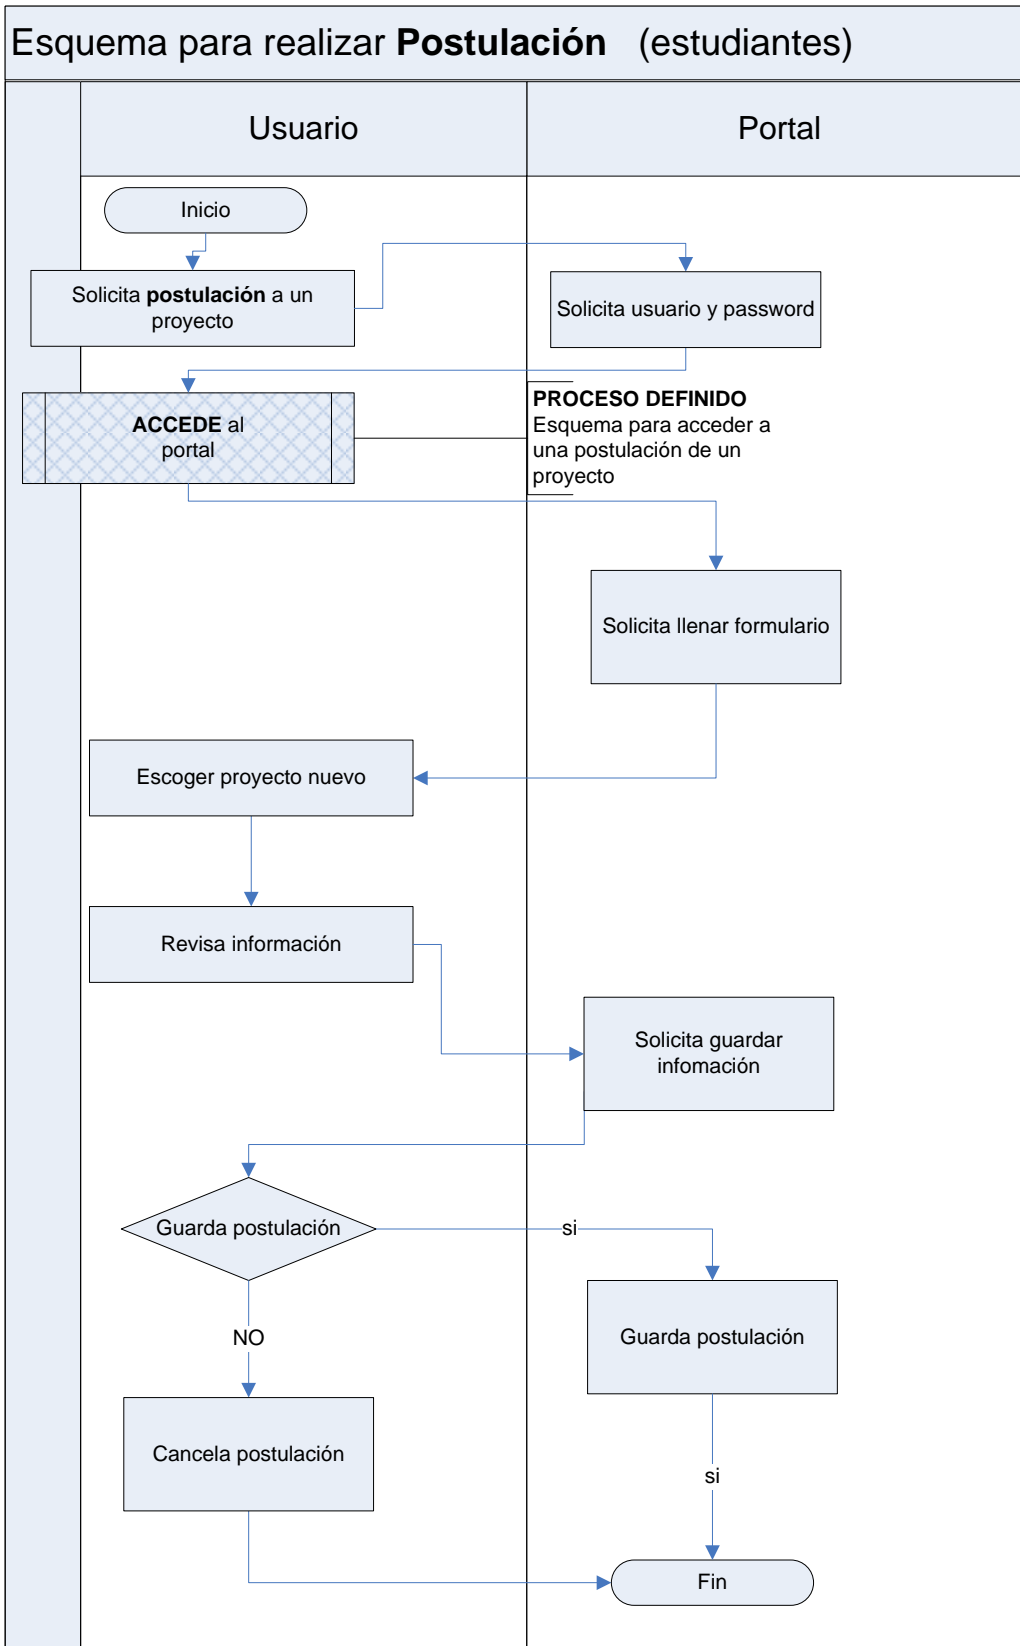 Esquema para realizar Postulación (estudiantes)
Usuario
Portal
Inicio
Solicita postulación a un
proyecto
Solicita usuario y password
ACCEDE al
portal
PROCESO DEFINIDO
Esquema para acceder a
una postulación de un
proyecto
Solicita llenar formulario
Escoger proyecto nuevo
Revisa información
Solicita guardar
infomación
Guarda postulación
si
NO
Guarda postulación
Cancela postulación
si
Fin